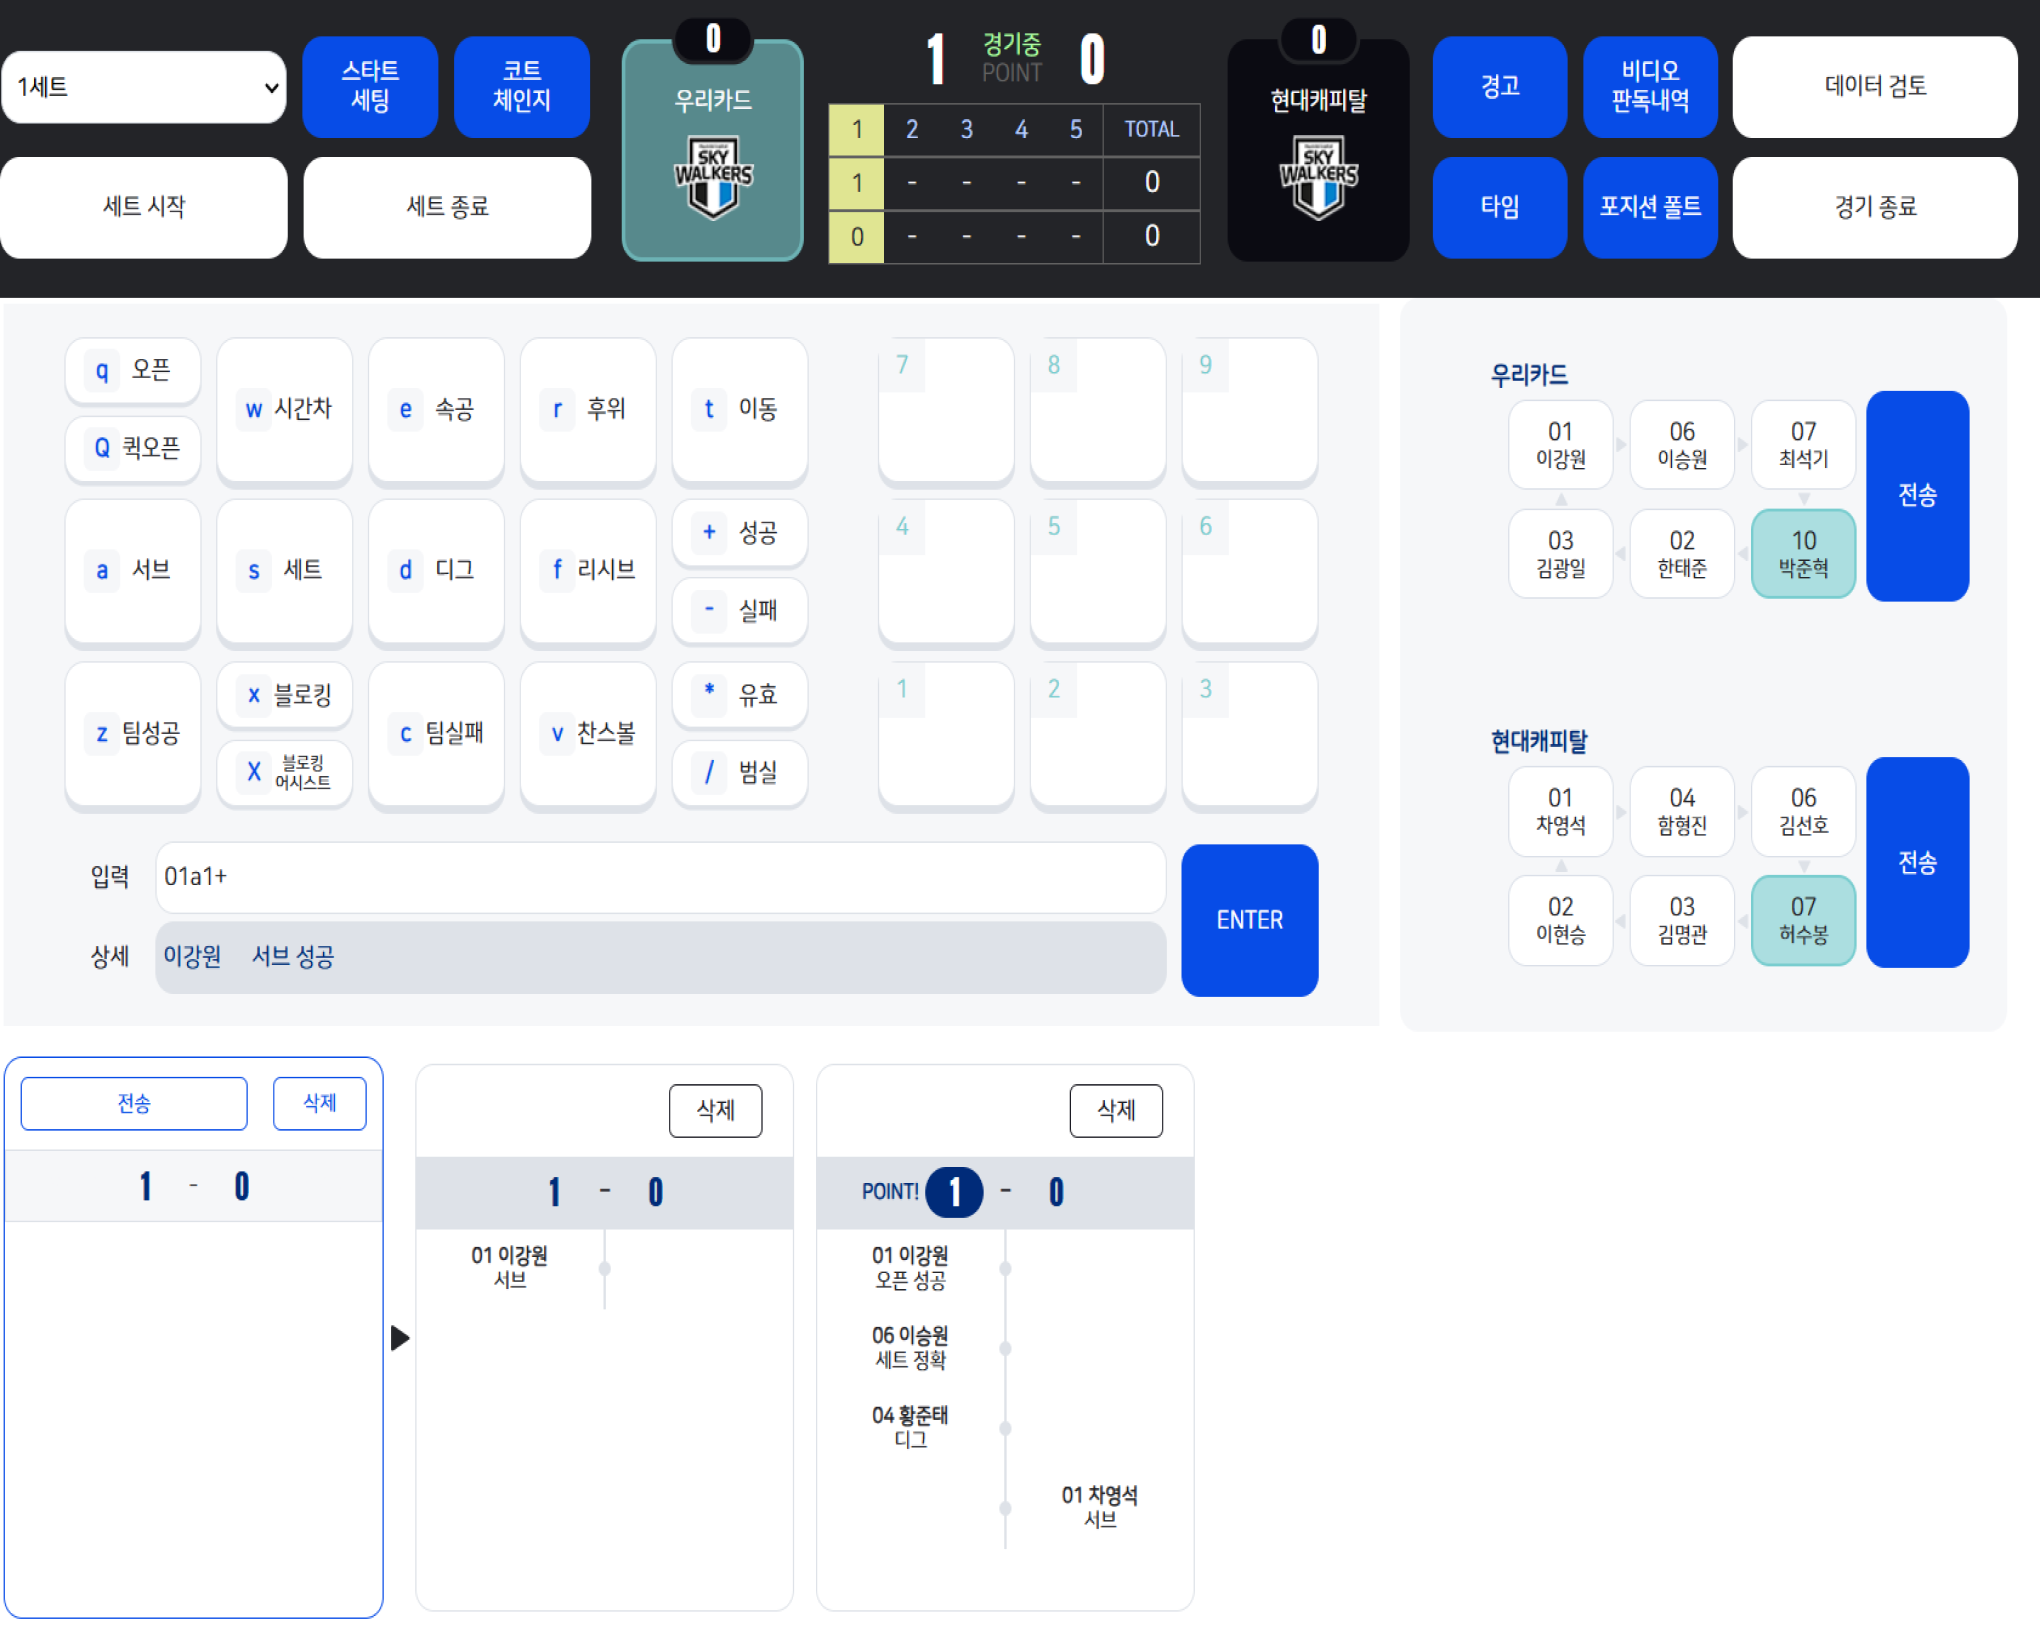 1세트
스타트
세팅
코트
체인지
세트 시작
세트 종료
0
우리카드
SKY
WALKERS
1 경기중 0
POINT
1 2 3 4 5 TOTAL
1 - - - - 0
0 - - - - 0
0
현대캐피탈
SKY
WALKERS
경고
비디오
판독내역
데이터 검토
타임
포지션 폴트
경기 종료
q 오픈
Q 퀵오픈
w 시간차
e 속공
r 후위
t 이동
7
8
9
a 서브
s 세트
d 디그
f 리시브
+ 성공
- 실패
4
5
6
z 팀성공
x 블로킹
X 블로킹
어시스트
c 팀실패
v 찬스볼
* 유효
/ 범실
1
2
3
입력 01a1+
상세 이강원 서브 성공
ENTER
우리카드
01
이강원
06
이승원
07
최석기
03
김광일
02
한태준
10
박준혁
전송
현대캐피탈
01
차영석
04
함형진
06
김선호
02
이현승
03
김명관
07
허수봉
전송
전송 삭제
1 - 0
삭제
1 - 0
01 이강원
서브
삭제
POINT! 1 - 0
01 이강원
오픈 성공
06 이승원
세트 정확
04 황준태
디그
01 차영석
서브